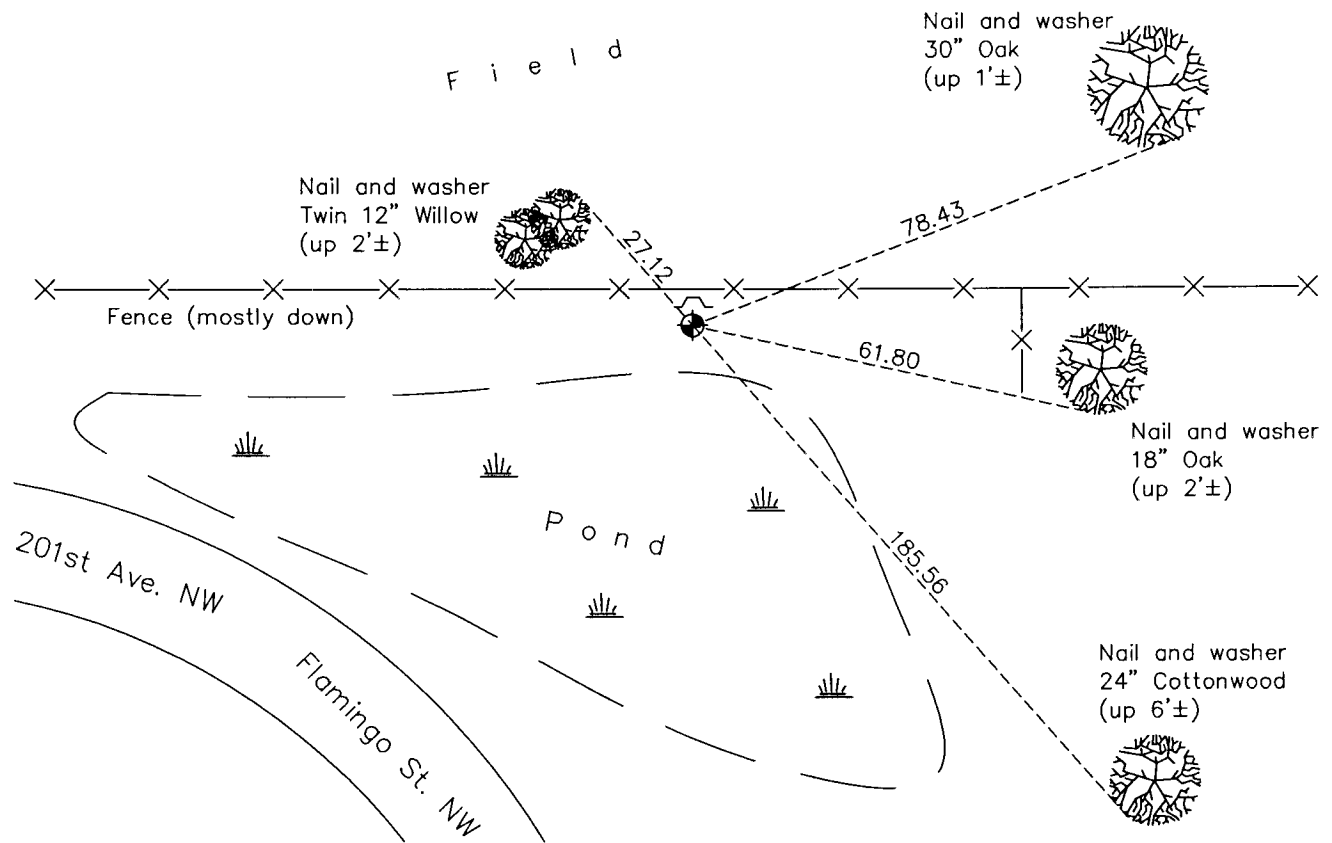 Nail and washer
30" Oak
(up 1'±)
Field
Nail and washer
Twin 12" Willow
(up 2'±)
27.12
78.43
Fence (mostly down)
61.80
Nail and washer
18" Oak
(up 2'±)
Pond
185.56
201st Ave. NW
Flamingo St. NW
Nail and washer
24" Cottonwood
(up 6'±)